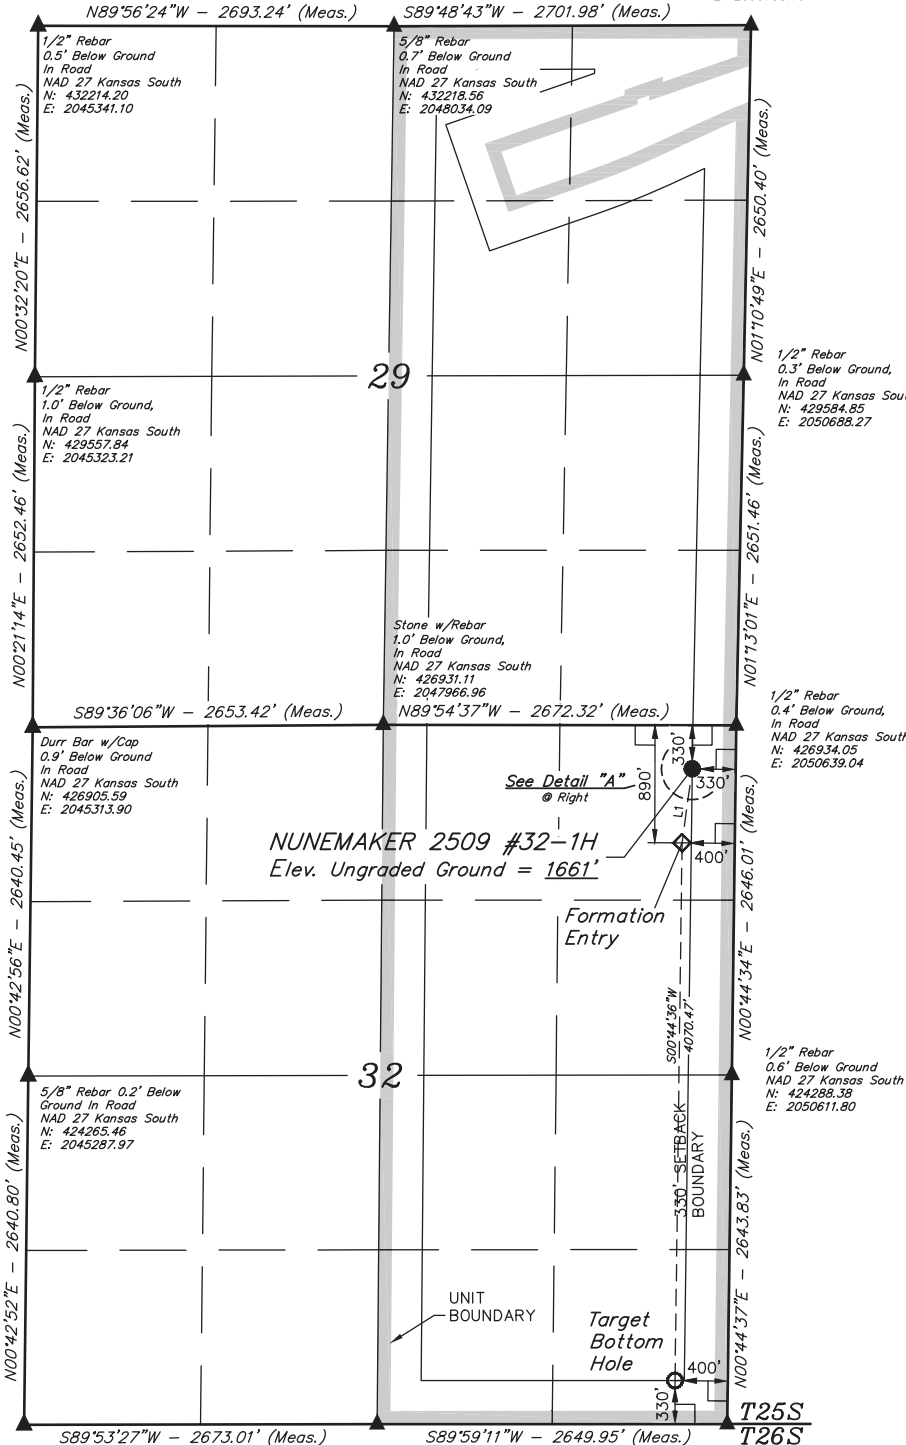 N89°56'24"W - 2693.24' (Meas.)
S89°48'43"W - 2701.98' (Meas.)
1/2" Rebar
0.5' Below Ground
In Road
NAD 27 Kansas South
N: 432214.20
E: 2045341.10
5/8" Rebar
0.7' Below Ground
In Road
NAD 27 Kansas South
N: 432218.56
E: 2048034.09
N00°32'20"E - 2656.62' (Meas.)
N01°10'49"E - 2650.40' (Meas.)
29
1/2" Rebar
0.3' Below Ground,
In Road
NAD 27 Kansas Sou
N: 429584.85
E: 2050688.27
1/2" Rebar
1.0' Below Ground,
In Road
NAD 27 Kansas South
N: 429557.84
E: 2045323.21
N00°21'14"E - 2652.46' (Meas.)
N01°13'01"E - 2651.46' (Meas.)
Stone w/Rebar
1.0' Below Ground,
In Road
NAD 27 Kansas South
N: 426931.11
E: 2047966.96
S89°36'06"W - 2653.42' (Meas.)
N89°54'37"W - 2672.32' (Meas.)
1/2" Rebar
0.4' Below Ground,
In Road
NAD 27 Kansas South
N: 426934.05
E: 2050639.04
Durr Bar w/Cap
0.9' Below Ground
In Road
NAD 27 Kansas South
N: 426905.59
E: 2045313.90
330'
330'
890'
See Detail "A"
@ Right
L1
NUNEMAKER 2509 #32-1H
Elev. Ungraded Ground = 1661'
400'
Formation
Entry
N00°42'56"E - 2640.45' (Meas.)
N00°44'34"E - 2646.01' (Meas.)
S00°44'36"W
4070.47'
32
1/2" Rebar
0.6' Below Ground
NAD 27 Kansas South
N: 424288.38
E: 2050611.80
5/8" Rebar 0.2' Below
Ground In Road
NAD 27 Kansas South
N: 424265.46
E: 2045287.97
330' SETBACK
BOUNDARY
N00°42'52"E - 2640.80' (Meas.)
N00°44'37"E - 2643.83' (Meas.)
UNIT
BOUNDARY
Target
Bottom
Hole
400'
330'
T25S
T26S
S89°53'27"W - 2673.01' (Meas.)
S89°59'11"W - 2649.95' (Meas.)